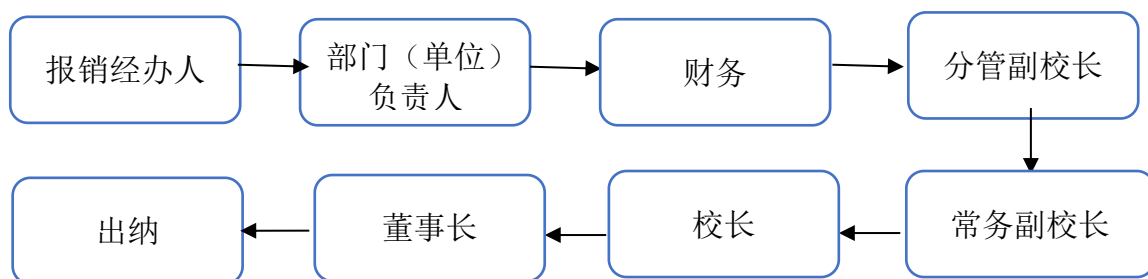 报销经办人
部门（单位）
负责人
财务
分管副校长
常务副校长
校长
董事长
出纳